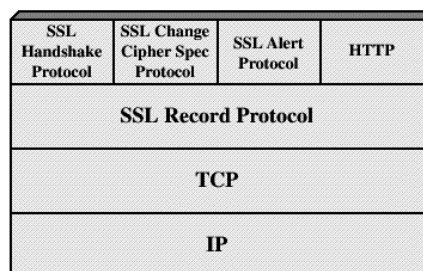 SSL
Handshake
Protocol
SSL Change
Cipher Spec
Protocol
SSL Alert
Protocol
HTTP
SSL Record Protocol
TCP
IP